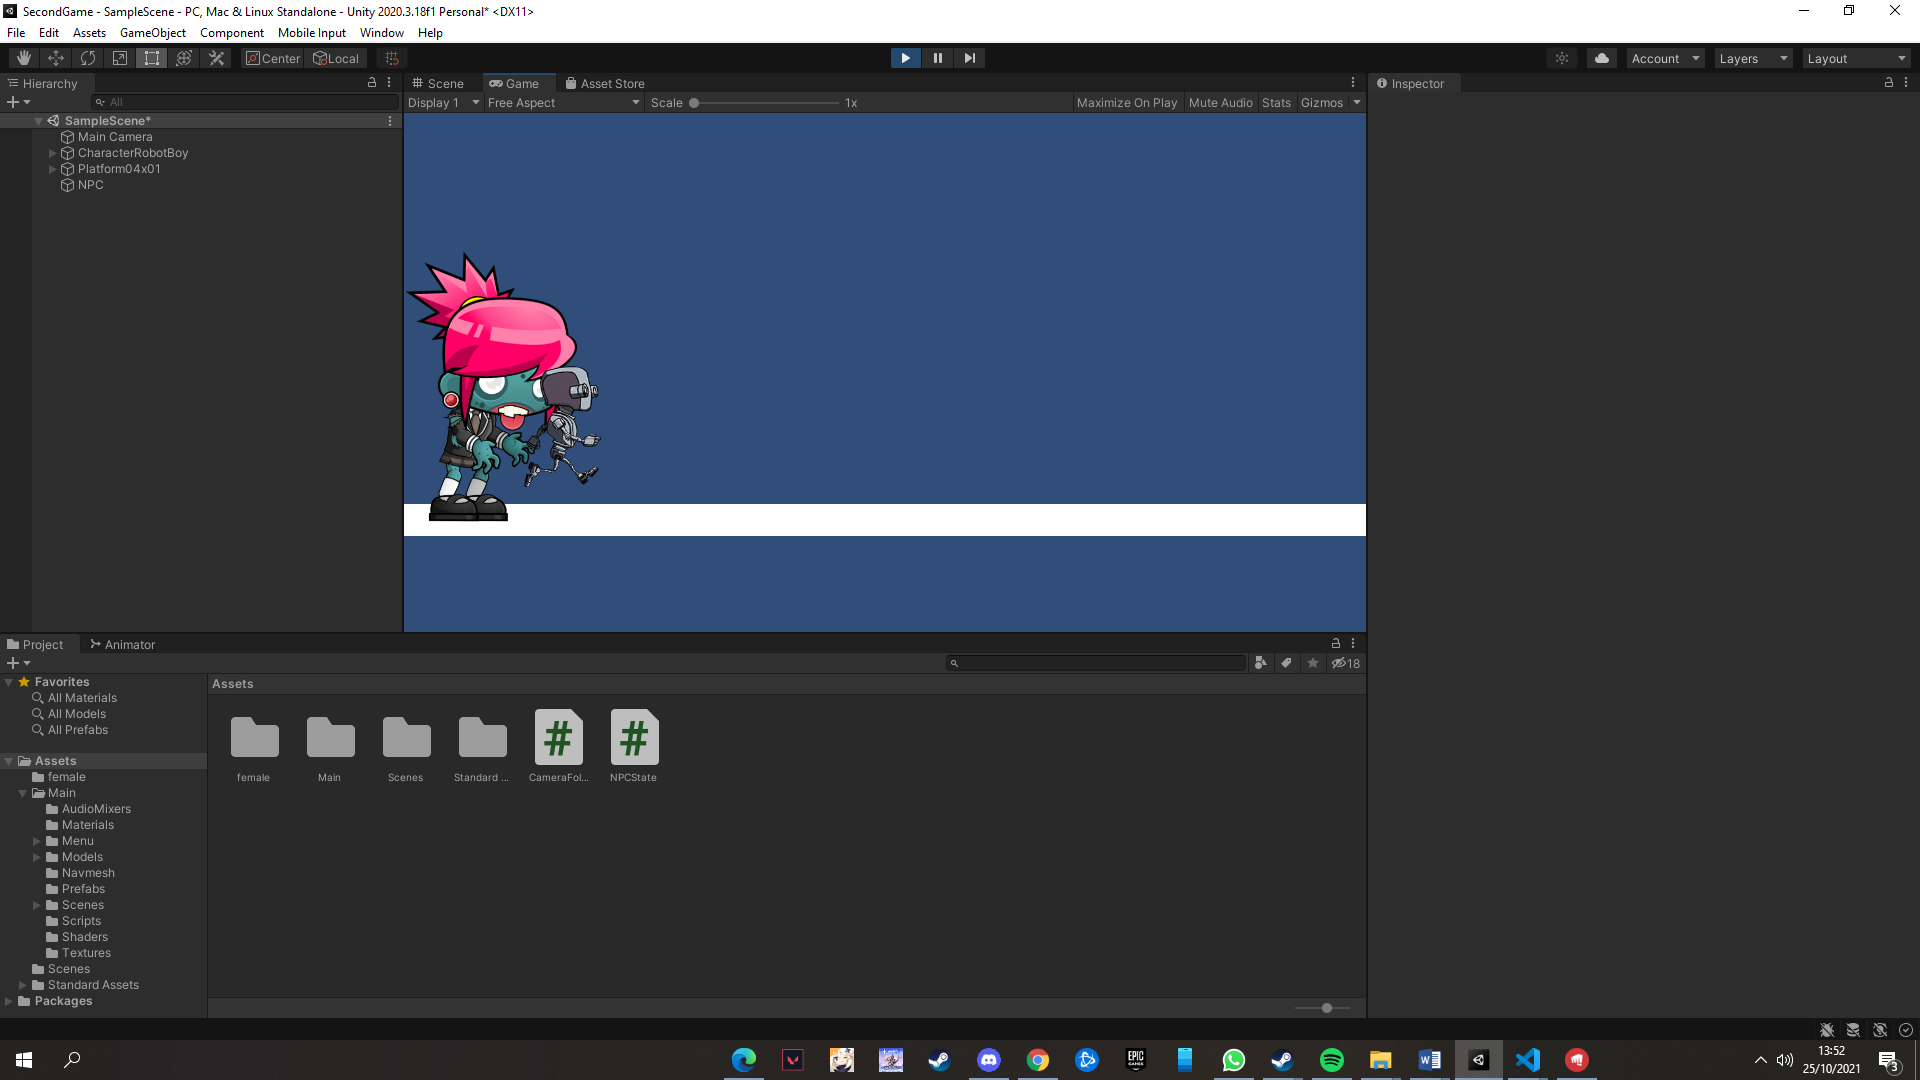 SecondGame - SampleScene - PC, Mac & Linux Standalone - Unity 2020.3.18f1 Personal* <DX11>
File Edit Assets GameObject Component Mobile Input Window Help
Center Local Account Layers Layout
Hierarchy
All
SampleScene*
Main Camera
CharacterRobotBoy
Platform04x01
NPC
Scene Game Asset Store
Display 1 Free Aspect Scale 1x Maximize On Play Mute Audio Stats Gizmos
Inspector
Project Animator
18
Favorites
All Materials
All Models
All Prefabs
Assets
female
Main
AudioMixers
Materials
Menu
Models
Navmesh
Prefabs
Scenes
Scripts
Shaders
Textures
Scenes
Standard Assets
Packages
Assets
female Main Scenes Standard ... CameraFol... NPCState
#
#
EPIC
GAMES
W
13:52
25/10/2021
3